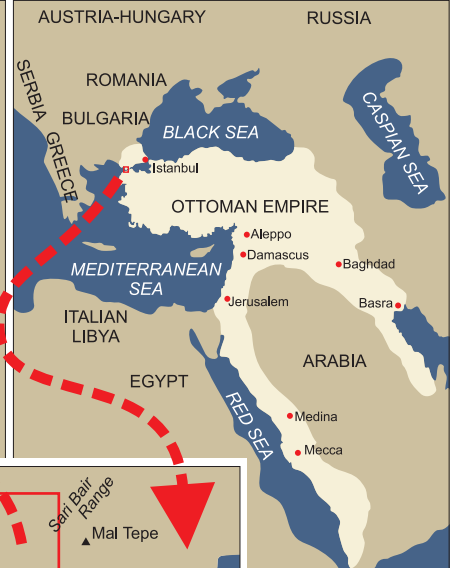 AUSTRIA-HUNGARY
RUSSIA
SERBIA
ROMANIA
CASPIAN SEA
BULGARIA
BLACK SEA
GREECE
Istanbul
OTTOMAN EMPIRE
Aleppo
Damascus
MEDITERRANEAN
SEA
Baghdad
Jerusalem
Basra
ITALIAN
LIBYA
ARABIA
EGYPT
RED SEA
Medina
Mecca
Sari Bair
Range
Mal Tepe